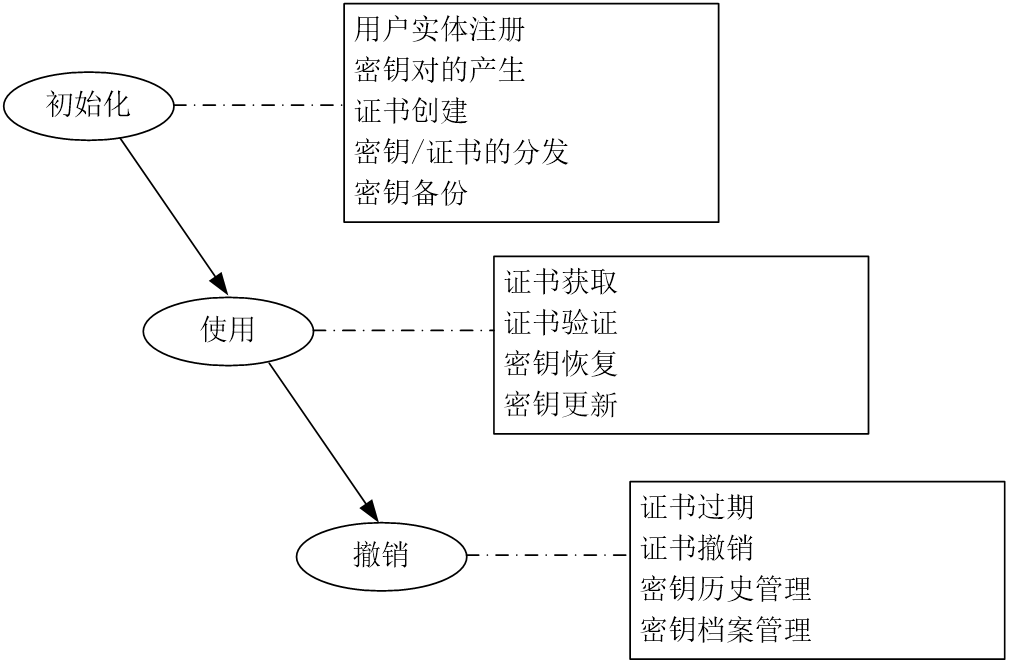 初始化
用户实体注册
密钥对的产生
证书创建
密钥/证书的分发
密钥备份
使用
证书获取
证书验证
密钥恢复
密钥更新
撤销
证书过期
证书撤销
密钥历史管理
密钥档案管理